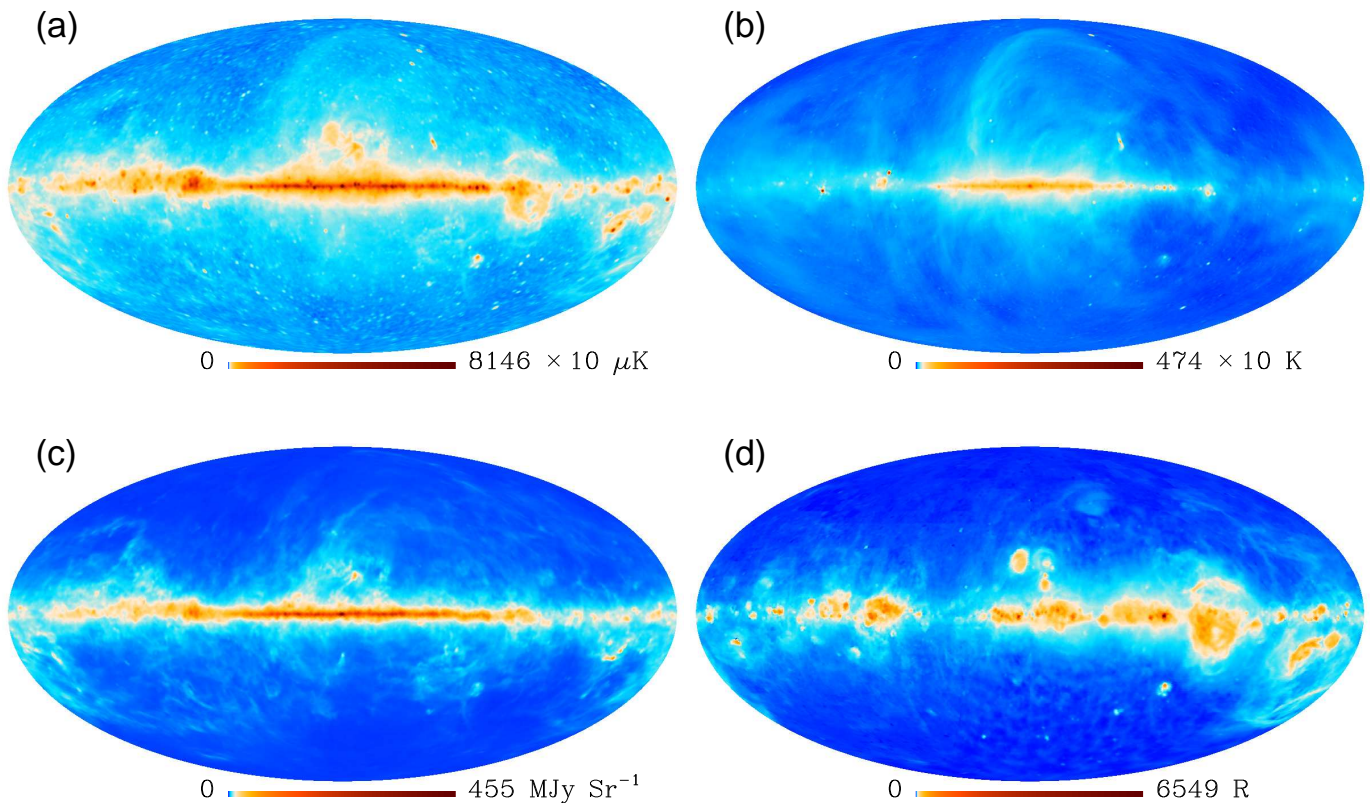 (a)
(b)
0 8146 × 10 μK
0 474 × 10 K
(c)
(d)
0 455 MJy Sr⁻¹
0 6549 R